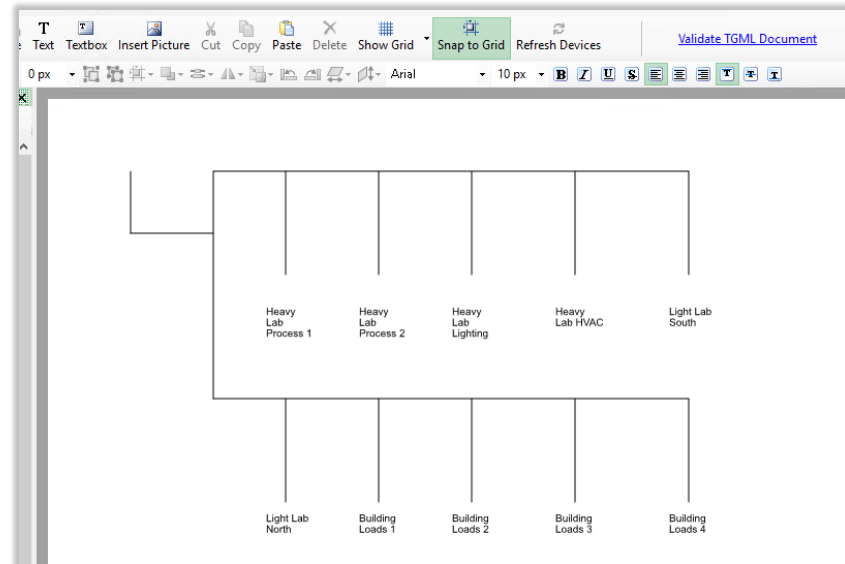 Text Textbox Insert Picture Cut Copy Paste Delete Show Grid Snap to Grid Refresh Devices Validate TGML Document
0 px Arial 10 px B I U S T T T
Heavy Lab Process 1
Heavy Lab Process 2
Heavy Lab Lighting
Heavy Lab HVAC
Light Lab South
Light Lab North
Building Loads 1
Building Loads 2
Building Loads 3
Building Loads 4